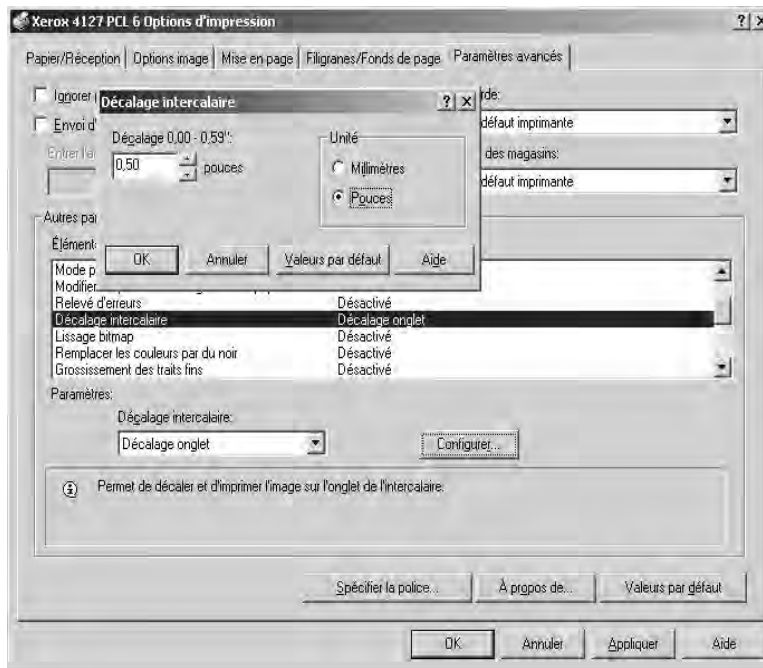 Xerox 4127 PCL 6 Options d'impression
Papier/Réception Options image Mise en page Filigranes/Fonds de page Paramètres avancés
Ignorer
Décalage intercalaire
rde:
Envoi d'
Décalage 0,00 - 0.59":
Unité
défaut imprimante
Entrer l'a
0,50 pouces
Millimètres
des magasins:
Pouces
défaut imprimante
Autres par
Élément
OK Annuler Valeurs par défaut Aide
Mode p
Modifier
Relevé d'erreurs Désactivé
Décalage intercalaire Décalage onglet
Lissage bitmap Désactivé
Remplacer les couleurs par du noir Désactivé
Grossissement des traits fins Désactivé
Paramètres:
Décalage intercalaire:
Décalage onglet Configurer...
Permet de décaler et d'imprimer l'image sur l'onglet de l'intercalaire.
Spécifier la police... À propos de... Valeurs par défaut
OK Annuler Appliquer Aide